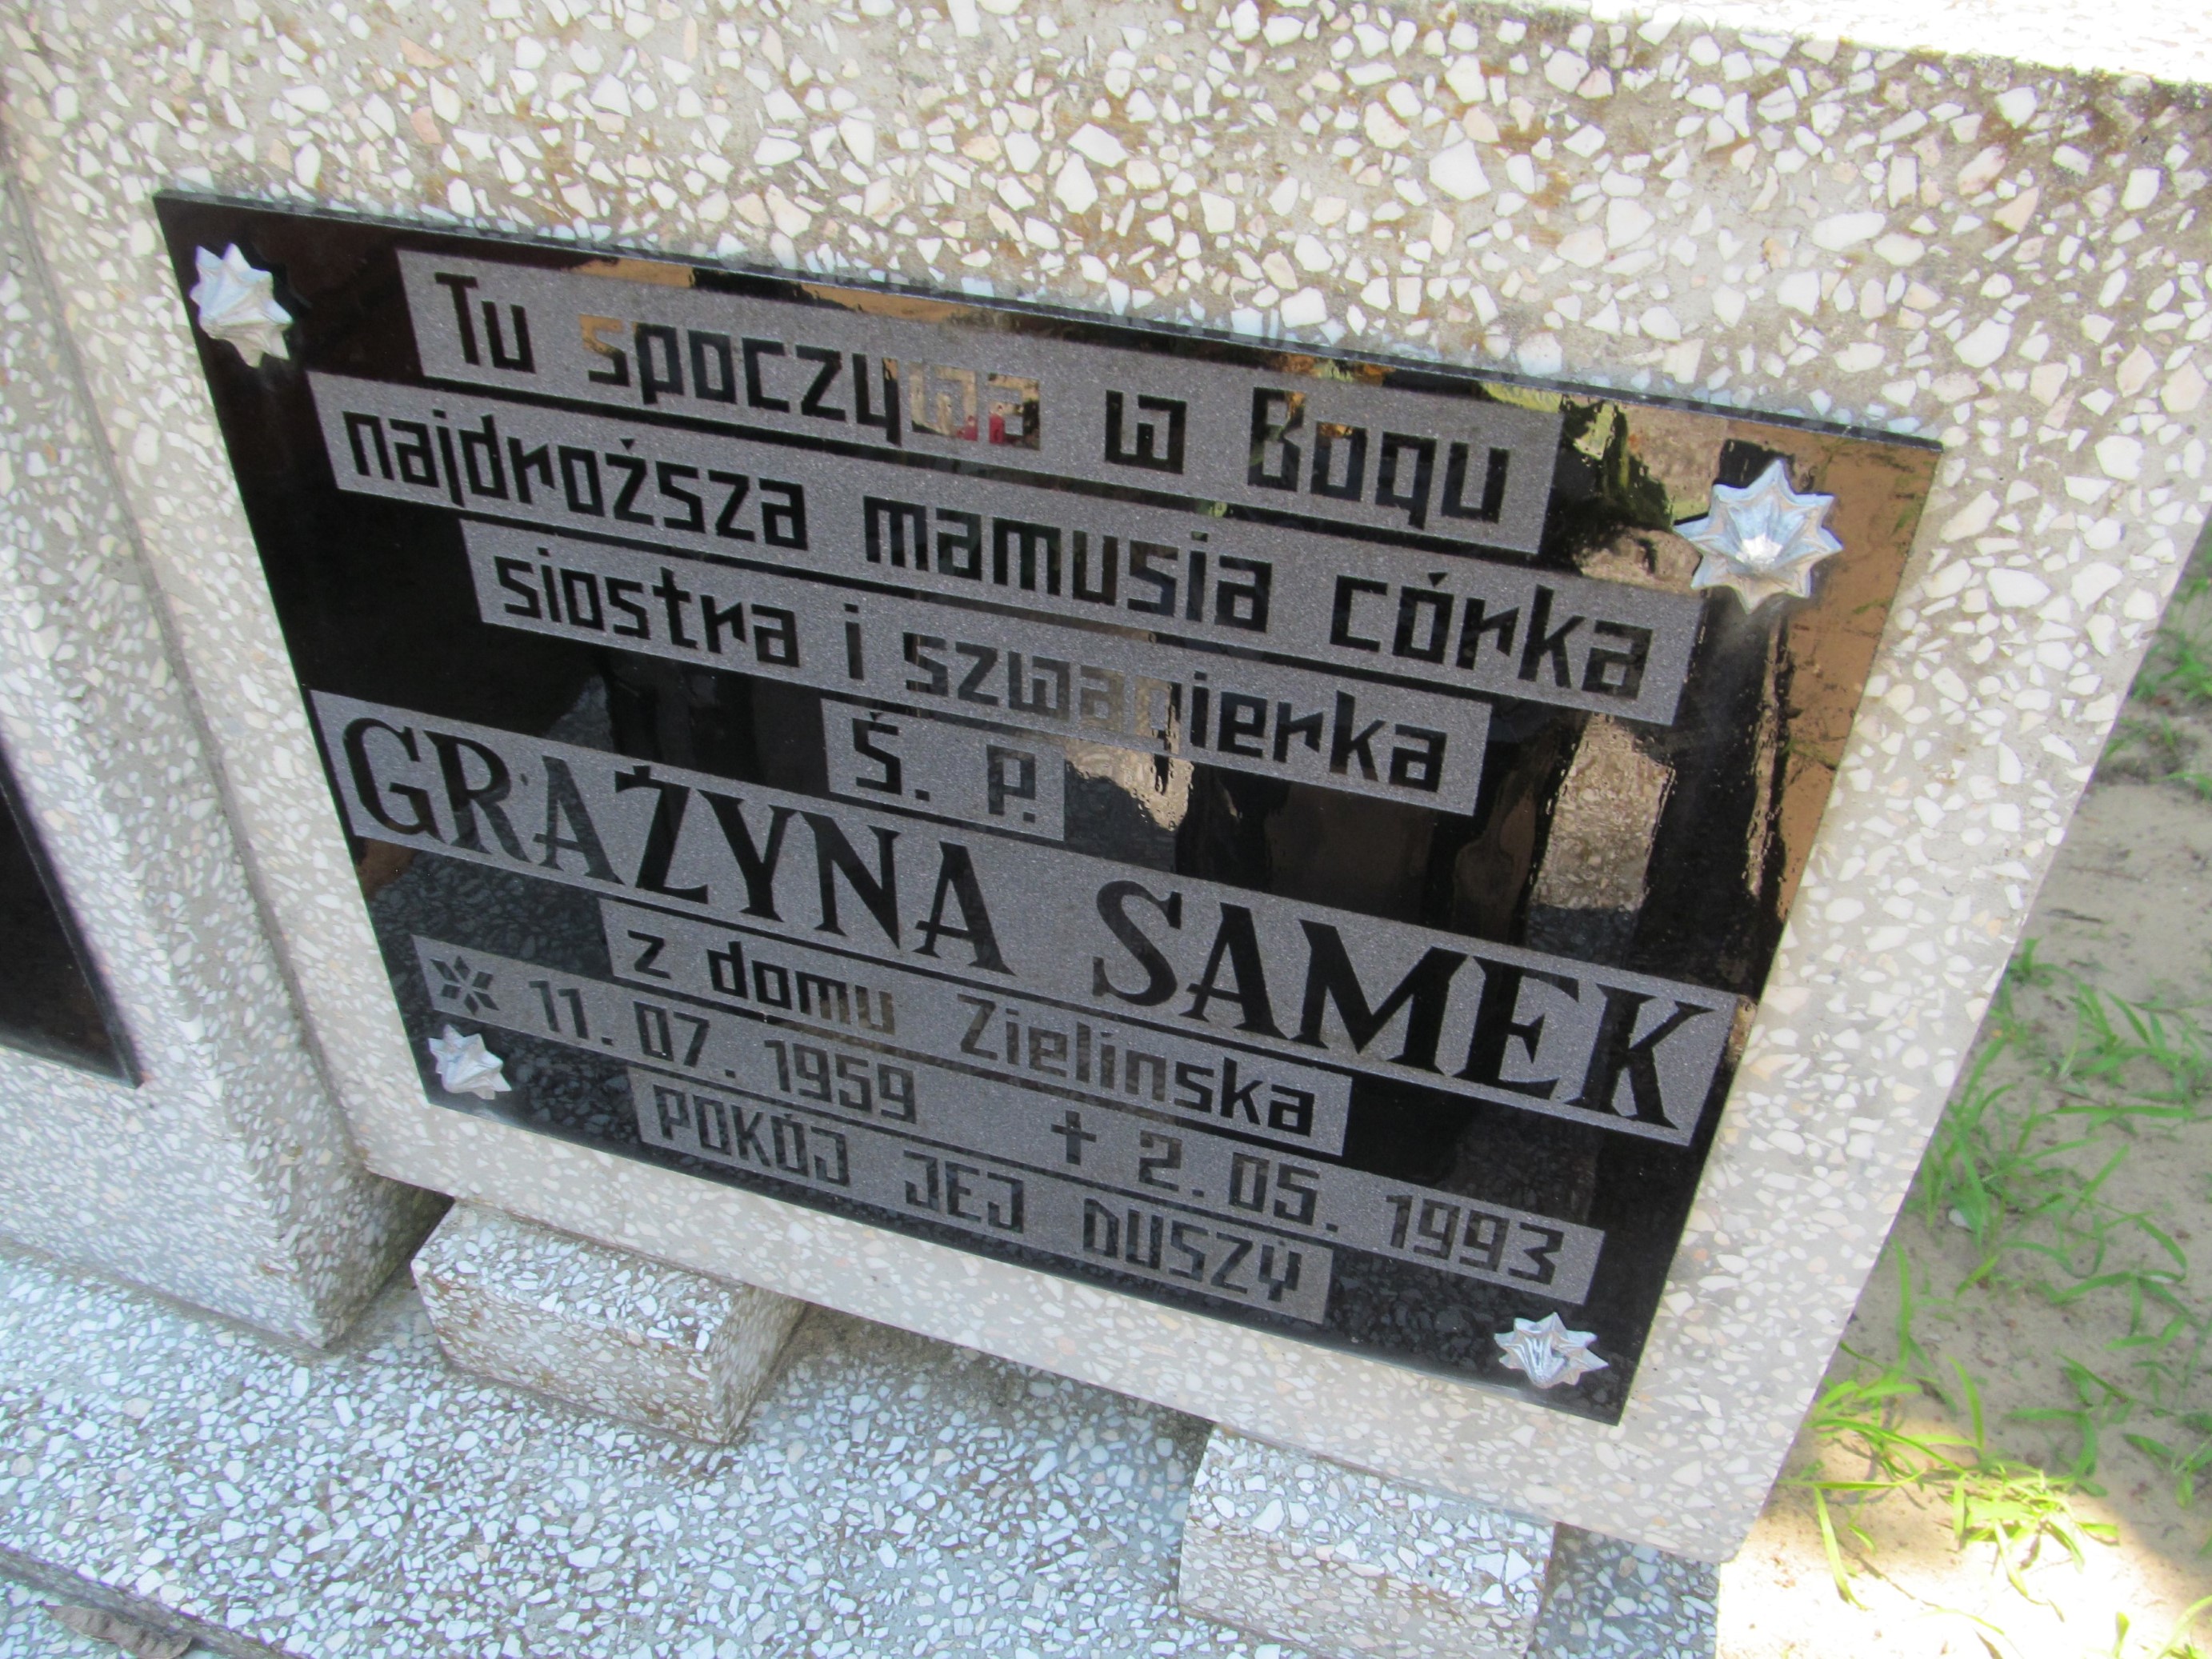 Tu spoczywa w Bogu
najdroższa mamusia córka
siostra i szwagierka
Ś. P.
GRAŻYNA SAMEK
z domu Zielińska
* 11. 07. 1959 † 2. 05. 1993
POKÓJ JEJ DUSZY